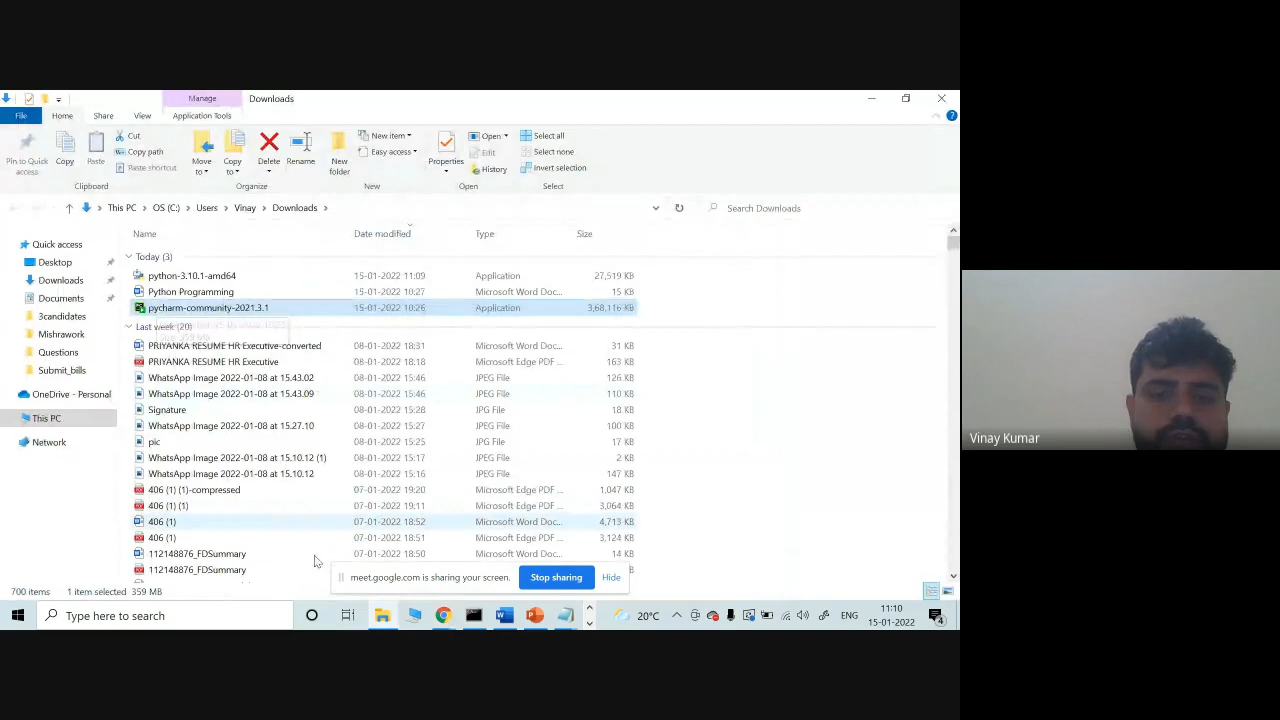 Manage Downloads
File Home Share View Application Tools
Pin to Quick access
Copy
Paste
Cut
Copy path
Paste shortcut
Move to
Copy to
Delete
Rename
New folder
New item
Easy access
Properties
Open
Edit
History
Select all
Select none
Invert selection
Clipboard Organize New Open Select
This PC > OS (C:) > Users > Vinay > Downloads >
Search Downloads
Name Date modified Type Size
Quick access
Desktop
Downloads
Documents
3candidates
Mishrawork
Questions
Submit_bills
OneDrive - Personal
This PC
Network
Today (3)
python-3.10.1-amd64 15-01-2022 11:09 Application 27,519 KB
Python Programming 15-01-2022 10:27 Microsoft Word Doc... 15 KB
pycharm-community-2021.3.1 15-01-2022 10:26 Application 3,68,116 KB
Last week (20)
PRIYANKA RESUME HR Executive-converted 08-01-2022 18:31 Microsoft Word Doc... 31 KB
PRIYANKA RESUME HR Executive 08-01-2022 18:18 Microsoft Edge PDF ... 163 KB
WhatsApp Image 2022-01-08 at 15.43.02 08-01-2022 15:46 JPEG File 126 KB
WhatsApp Image 2022-01-08 at 15.43.09 08-01-2022 15:46 JPEG File 110 KB
Signature 08-01-2022 15:28 JPG File 18 KB
WhatsApp Image 2022-01-08 at 15.27.10 08-01-2022 15:27 JPEG File 100 KB
pic 08-01-2022 15:25 JPG File 17 KB
WhatsApp Image 2022-01-08 at 15.10.12 (1) 08-01-2022 15:17 JPEG File 2 KB
WhatsApp Image 2022-01-08 at 15.10.12 08-01-2022 15:16 JPEG File 147 KB
406 (1) (1)-compressed 07-01-2022 19:20 Microsoft Edge PDF ... 1,047 KB
406 (1) (1) 07-01-2022 19:11 Microsoft Edge PDF ... 3,064 KB
406 (1) 07-01-2022 18:52 Microsoft Word Doc... 4,713 KB
406 (1) 07-01-2022 18:51 Microsoft Edge PDF ... 3,124 KB
112148876_FDSummary 07-01-2022 18:50 Microsoft Word Doc... 14 KB
112148876_FDSummary
meet.google.com is sharing your screen. Stop sharing Hide
700 items 1 item selected 359 MB
Type here to search
20°C ENG
11:10
15-01-2022
4
Vinay Kumar